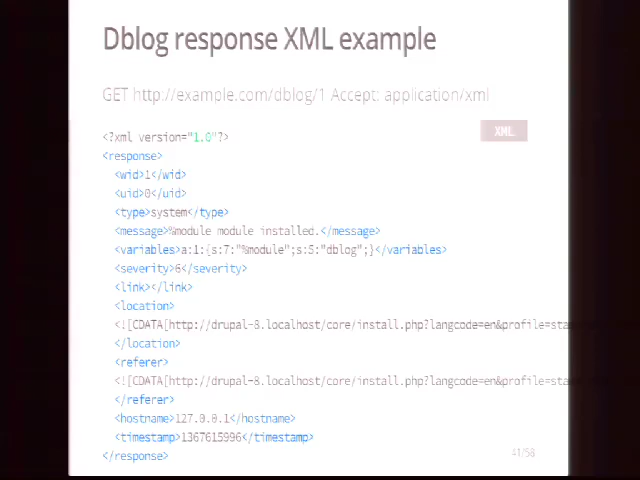 Dblog response XML example
GET http://example.com/dblog/1 Accept: application/xml
XML
<?xml version="1.0"?>
<response>
<wid>1</wid>
<uid>0</uid>
<type>system</type>
<message>%module module installed.</message>
<variables>a:1:{s:7:"%module";s:5:"dblog";}</variables>
<severity>6</severity>
<link></link>
<location>
<![CDATA[http://drupal-8.localhost/core/install.php?langcode=en&profile=sta
</location>
<referer>
<![CDATA[http://drupal-8.localhost/core/install.php?langcode=en&profile=sta
</referer>
<hostname>127.0.0.1</hostname>
<timestamp>1367615996</timestamp>
</response>
41/58